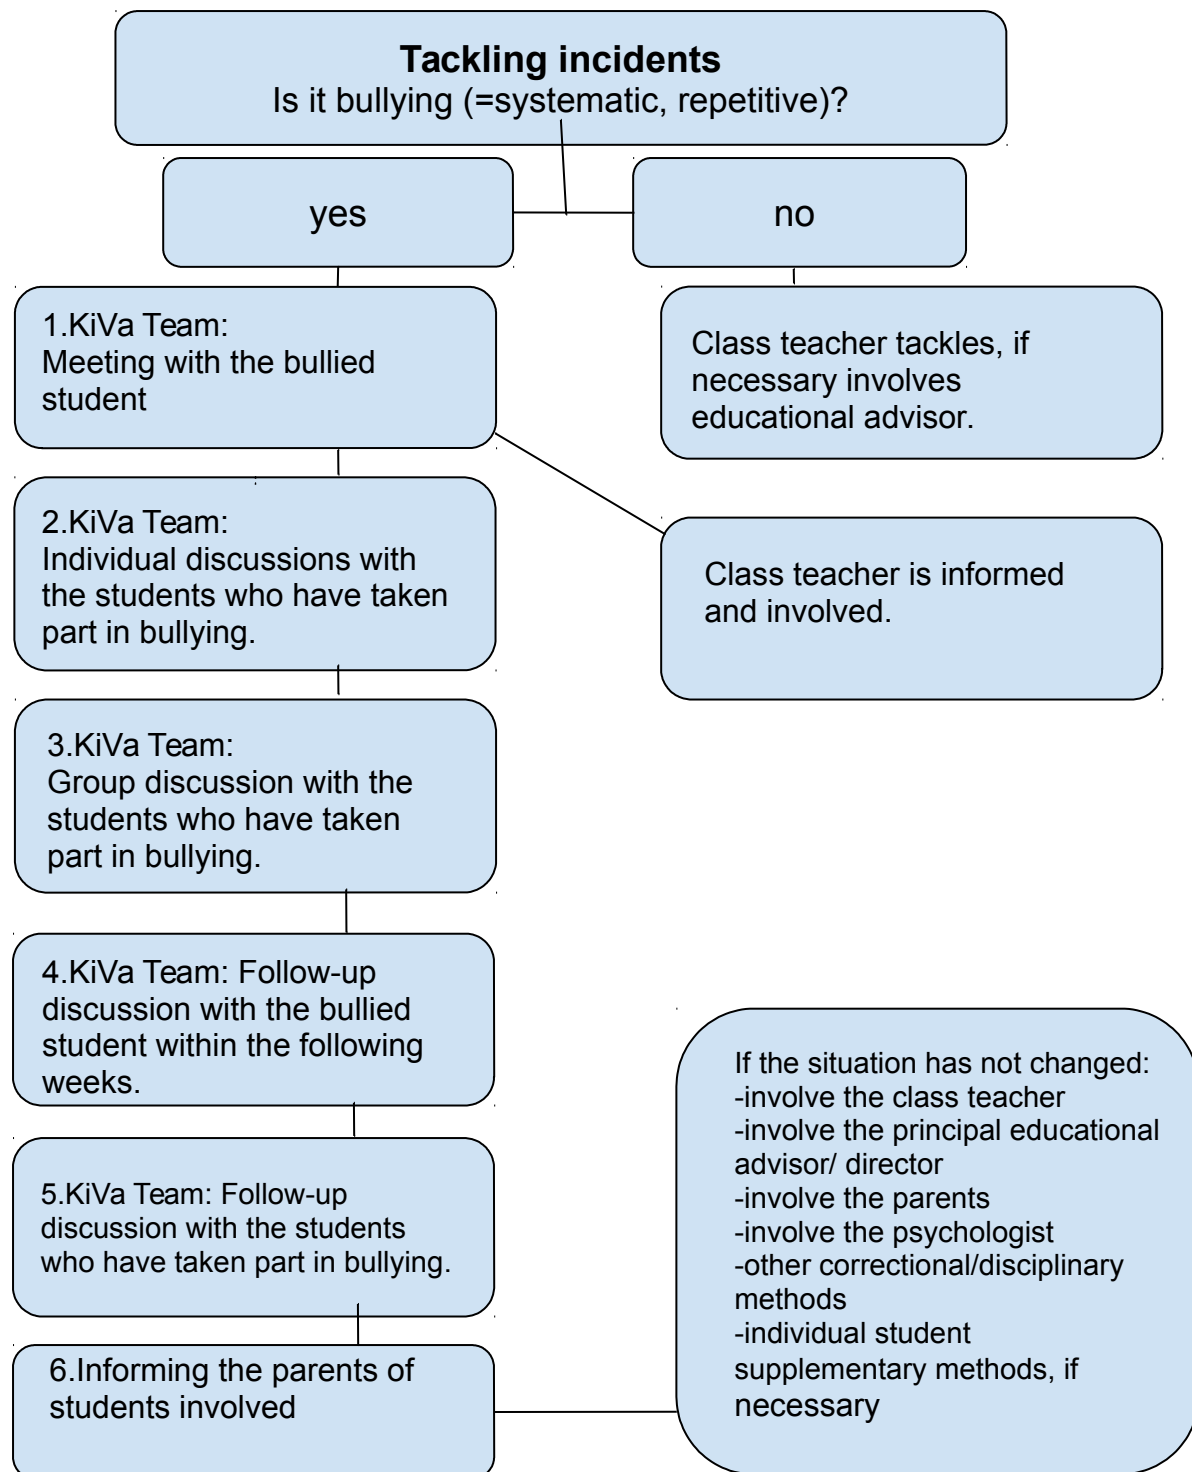 Tackling incidents
Is it bullying (=systematic, repetitive)?
yes
no
1.KiVa Team:
Meeting with the bullied
student
Class teacher tackles, if
necessary involves
educational advisor.
2.KiVa Team:
Individual discussions with
the students who have taken
part in bullying.
Class teacher is informed
and involved.
3.KiVa Team:
Group discussion with the
students who have taken
part in bullying.
4.KiVa Team: Follow-up
discussion with the bullied
student within the following
weeks.
5.KiVa Team: Follow-up
discussion with the students
who have taken part in bullying.
6.Informing the parents of
students involved
If the situation has not changed:
-involve the class teacher
-involve the principal educational
advisor/ director
-involve the parents
-involve the psychologist
-other correctional/disciplinary
methods
-individual student
supplementary methods, if
necessary